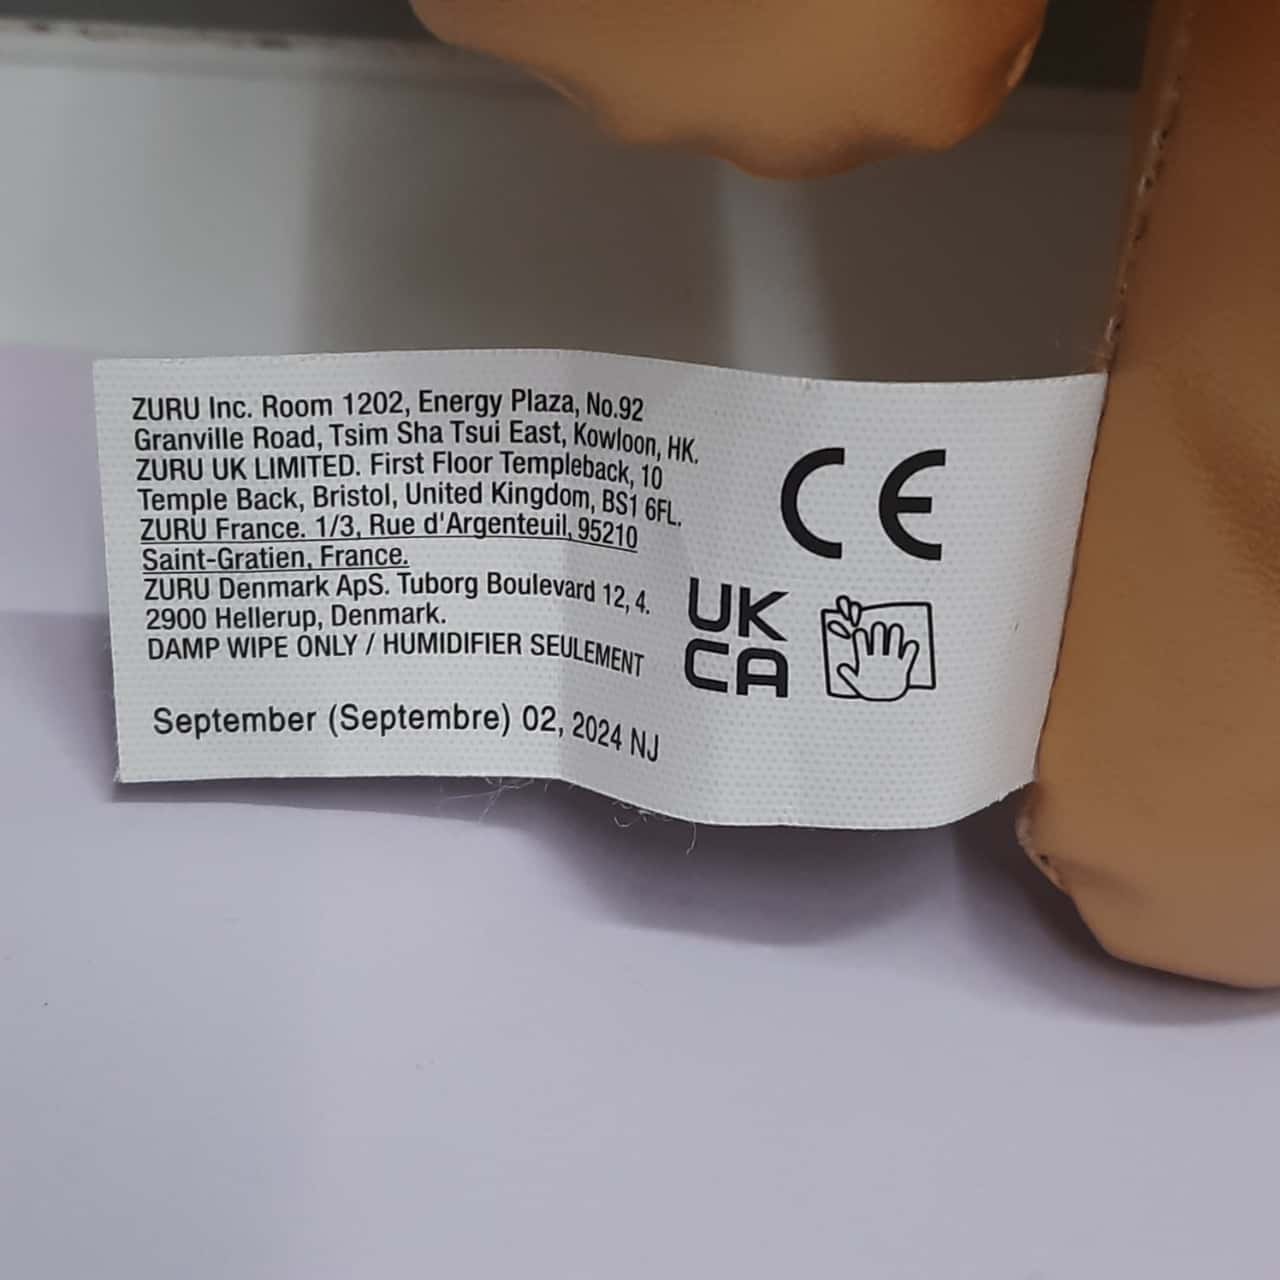 ZURU Inc. Room 1202, Energy Plaza, No.92
Granville Road, Tsim Sha Tsui East, Kowloon, HK.
ZURU UK LIMITED. First Floor Templeback, 10
Temple Back, Bristol, United Kingdom, BS1 6FL.
ZURU France. 1/3, Rue d'Argenteuil, 95210
Saint-Gratien, France.
ZURU Denmark ApS. Tuborg Boulevard 12, 4.
2900 Hellerup, Denmark.
DAMP WIPE ONLY / HUMIDIFIER SEULEMENT
September (Septembre) 02, 2024 NJ
CE
UK
CA